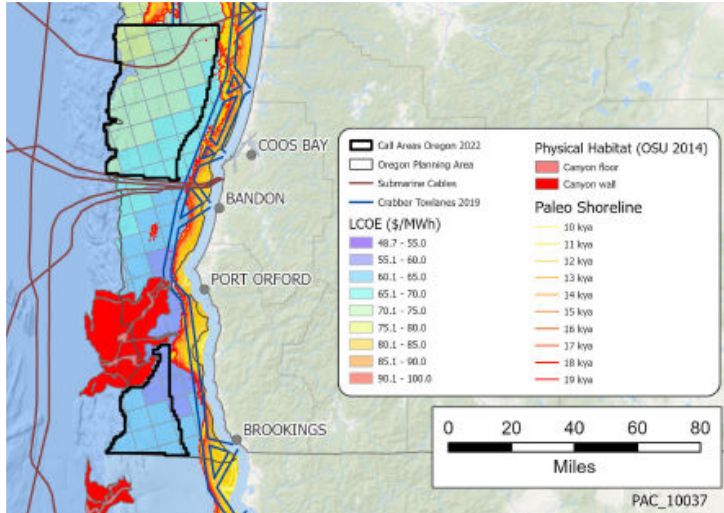 COOS BAY
BANDON
PORT ORFORD
BROOKINGS
Call Areas Oregon 2022
Oregon Planning Area
Submarine Cables
Crabber Towlanes 2019
LCOE ($/MWh)
48.7 - 55.0
55.1 - 60.0
60.1 - 65.0
65.1 - 70.0
70.1 - 75.0
75.1 - 80.0
80.1 - 85.0
85.1 - 90.0
90.1 - 100.0
Physical Habitat (OSU 2014)
Canyon floor
Canyon wall
Paleo Shoreline
10 kya
11 kya
12 kya
13 kya
14 kya
15 kya
16 kya
17 kya
18 kya
19 kya
0 20 40 60 80
Miles
PAC_10037